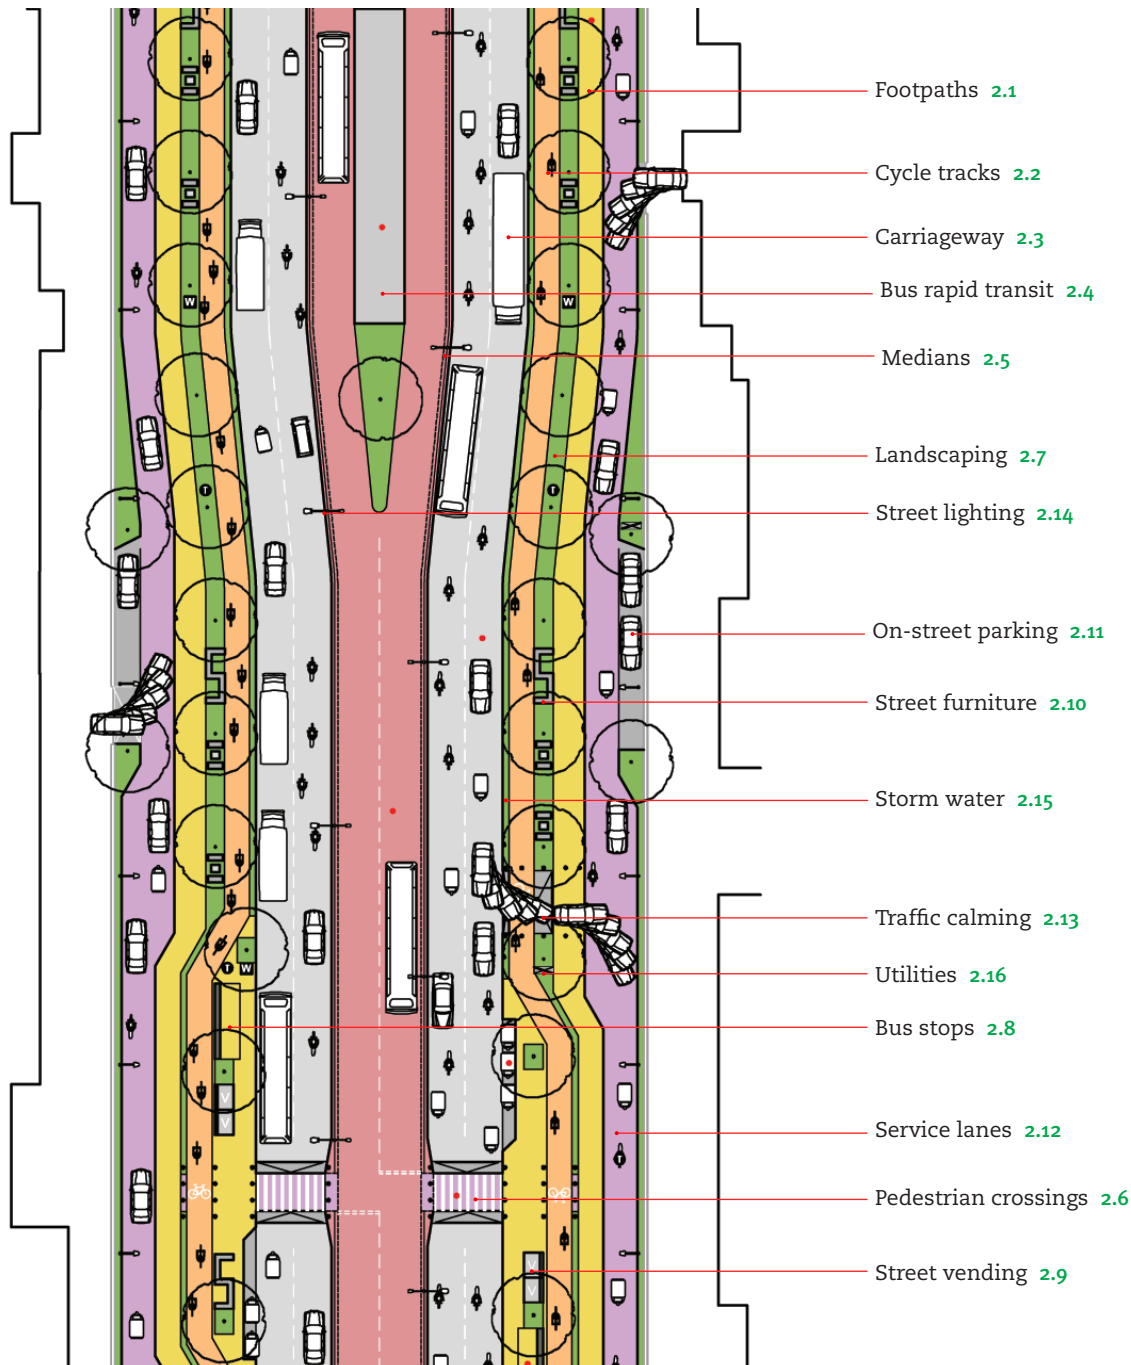 Footpaths 2.1
Cycle tracks 2.2
W
W
Carriageway 2.3
Bus rapid transit 2.4
Medians 2.5
Landscaping 2.7
T
T
Street lighting 2.14
On-street parking 2.11
Street furniture 2.10
Storm water 2.15
Traffic calming 2.13
T W
Utilities 2.16
Bus stops 2.8
V
V
Service lanes 2.12
T
Pedestrian crossings 2.6
Street vending 2.9
V
V